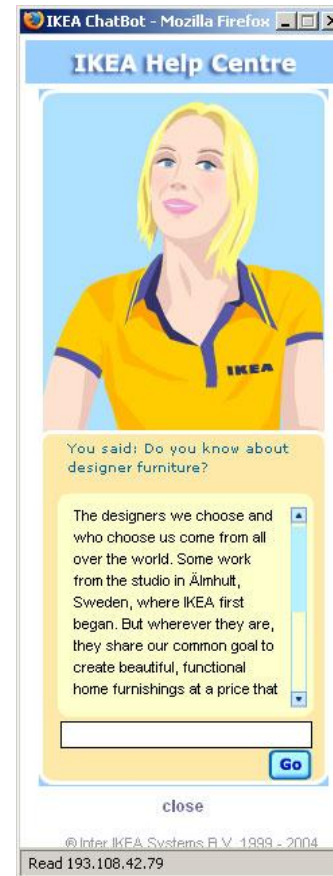 IKEA ChatBot - Mozilla Firefox
IKEA Help Centre
IKEA
You said: Do you know about
designer furniture?
The designers we choose and
who choose us come from all
over the world. Some work
from the studio in Älmhult,
Sweden, where IKEA first
began. But wherever they are,
they share our common goal to
create beautiful, functional
home furnishings at a price that
Go
close
® Inter IKEA Systems B.V. 1999 - 2004
Read 193.108.42.79